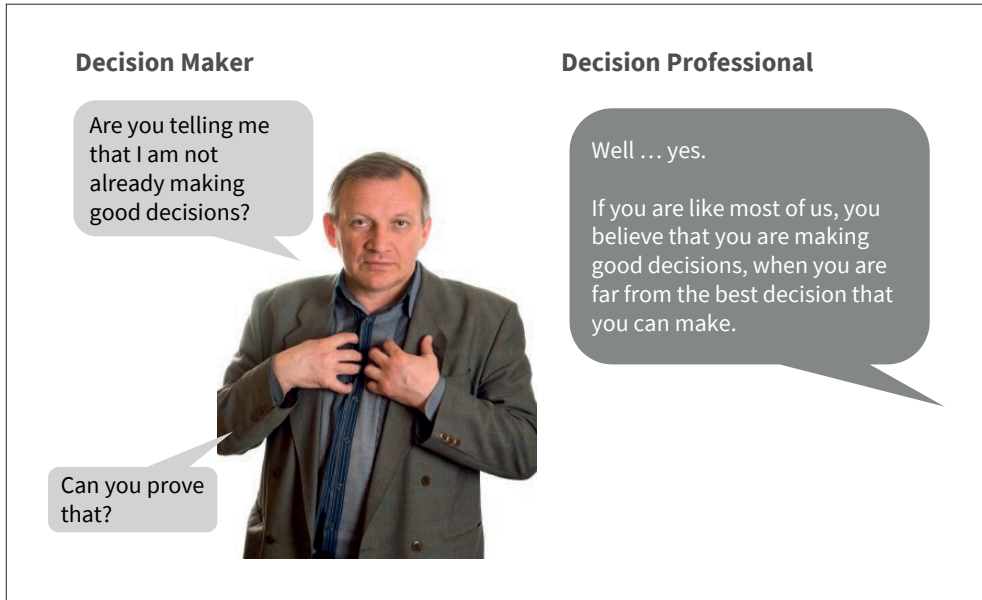 Decision Maker
Decision Professional
Are you telling me
that I am not
already making
good decisions?
Well … yes.
If you are like most of us, you
believe that you are making
good decisions, when you are
far from the best decision that
you can make.
Can you prove
that?